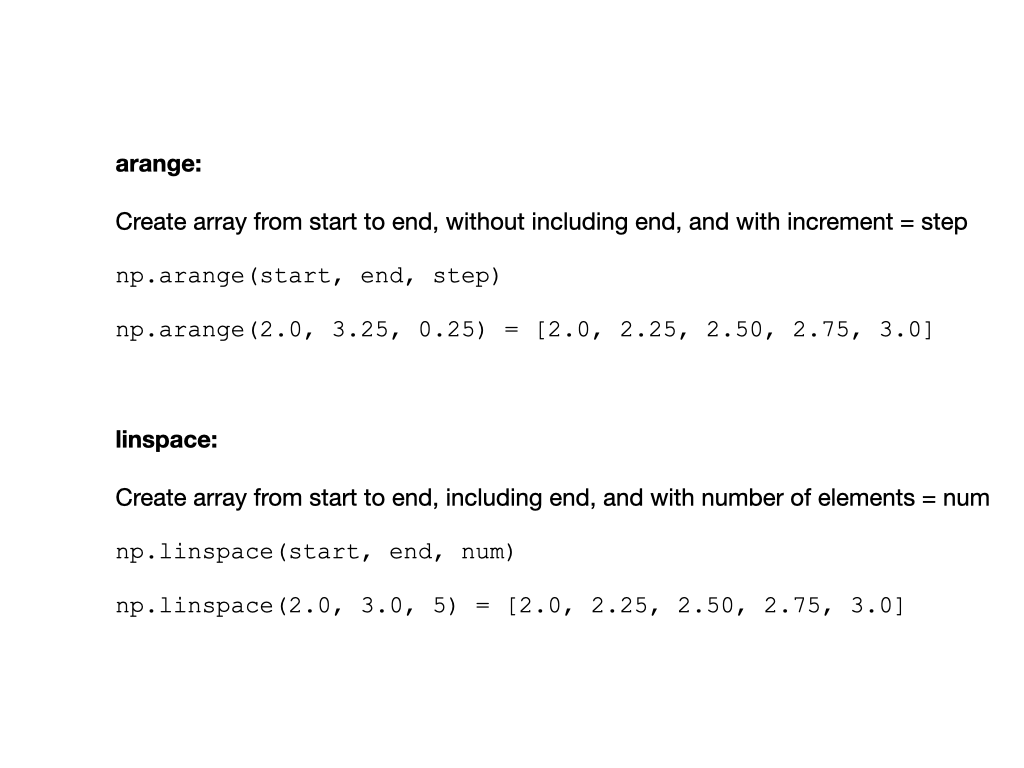 arange:
Create array from start to end, without including end, and with increment = step
np.arange(start, end, step)
np.arange(2.0, 3.25, 0.25) = [2.0, 2.25, 2.50, 2.75, 3.0]
linspace:
Create array from start to end, including end, and with number of elements = num
np.linspace(start, end, num)
np.linspace(2.0, 3.0, 5) = [2.0, 2.25, 2.50, 2.75, 3.0]